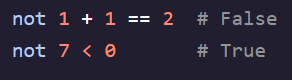 not 1 + 1 == 2  # False
not 7 < 0       # True